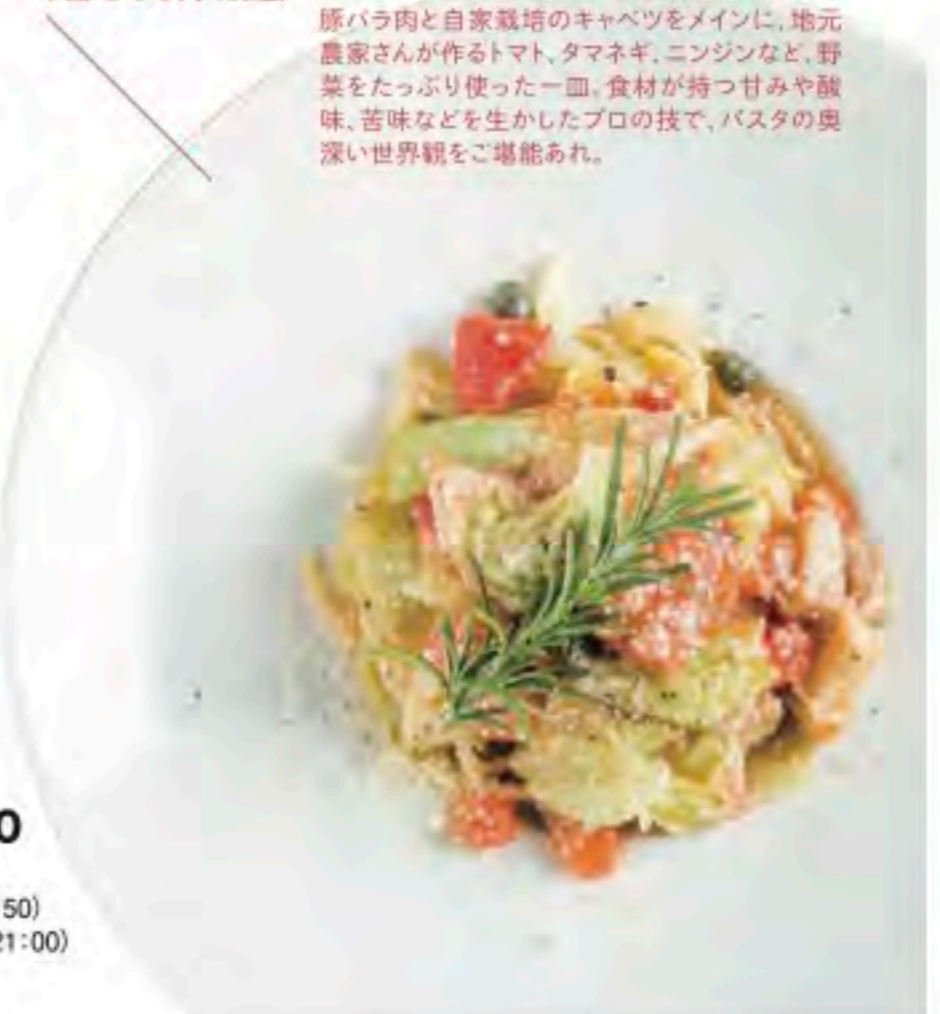 豚バラ肉と自家栽培のキャベツをメインに、地元
農家さんが作るトマト、タマネギ、ニンジンなど、野
菜をたっぷり使った一皿。食材が持つ甘みや酸
味、苦味などを生かしたプロの技で、パスタの奥
深い世界観をご堪能あれ。
50)
21:00)